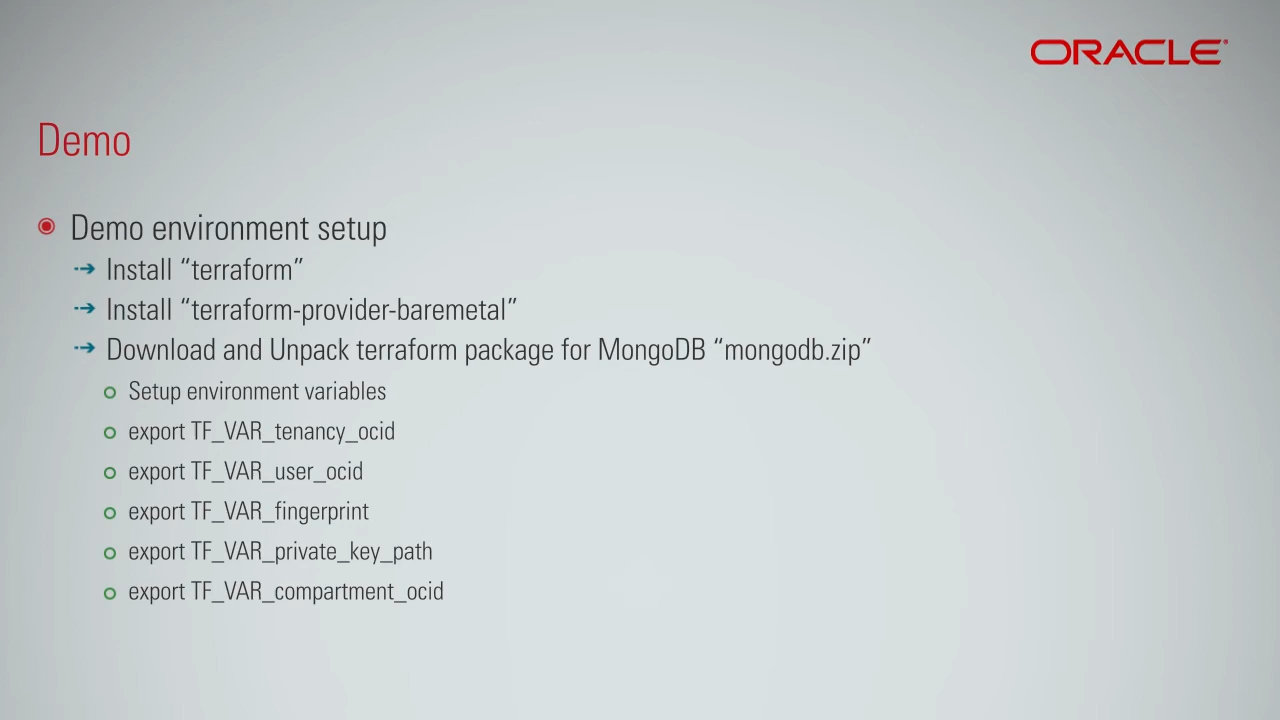 ORACLE
Demo
Demo environment setup
Install “terraform”
Install “terraform-provider-baremetal”
Download and Unpack terraform package for MongoDB “mongodb.zip”
Setup environment variables
export TF_VAR_tenancy_ocid
export TF_VAR_user_ocid
export TF_VAR_fingerprint
export TF_VAR_private_key_path
export TF_VAR_compartment_ocid